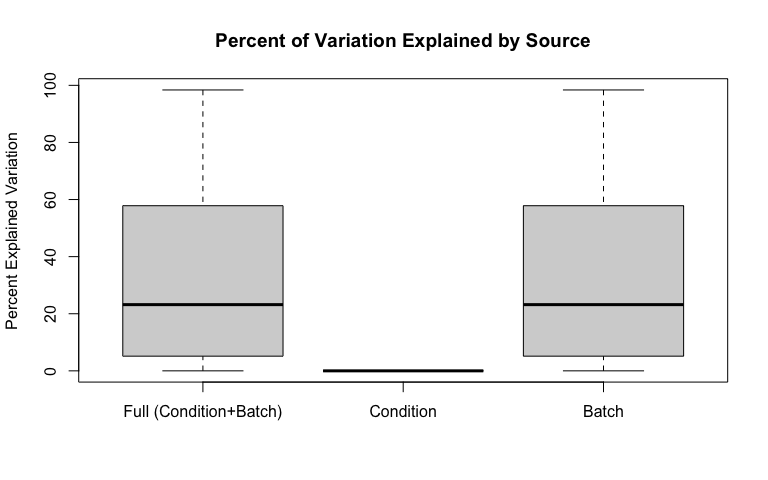 Percent of Variation Explained by Source
Percent Explained Variation
100
80
60
40
20
0
Full (Condition+Batch)
Condition
Batch